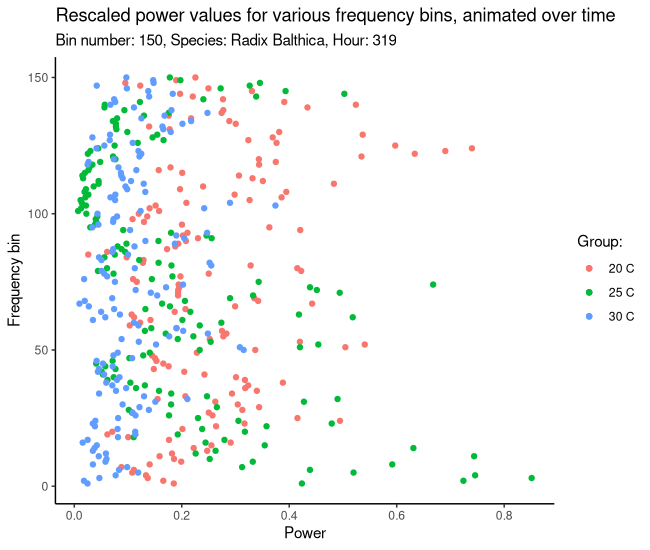 Rescaled power values for various frequency bins, animated over time
Bin number: 150, Species: Radix Balthica, Hour: 319
150
100
50
0
Frequency bin
0.0 0.2 0.4 0.6 0.8
Power
Group:
20 C
25 C
30 C